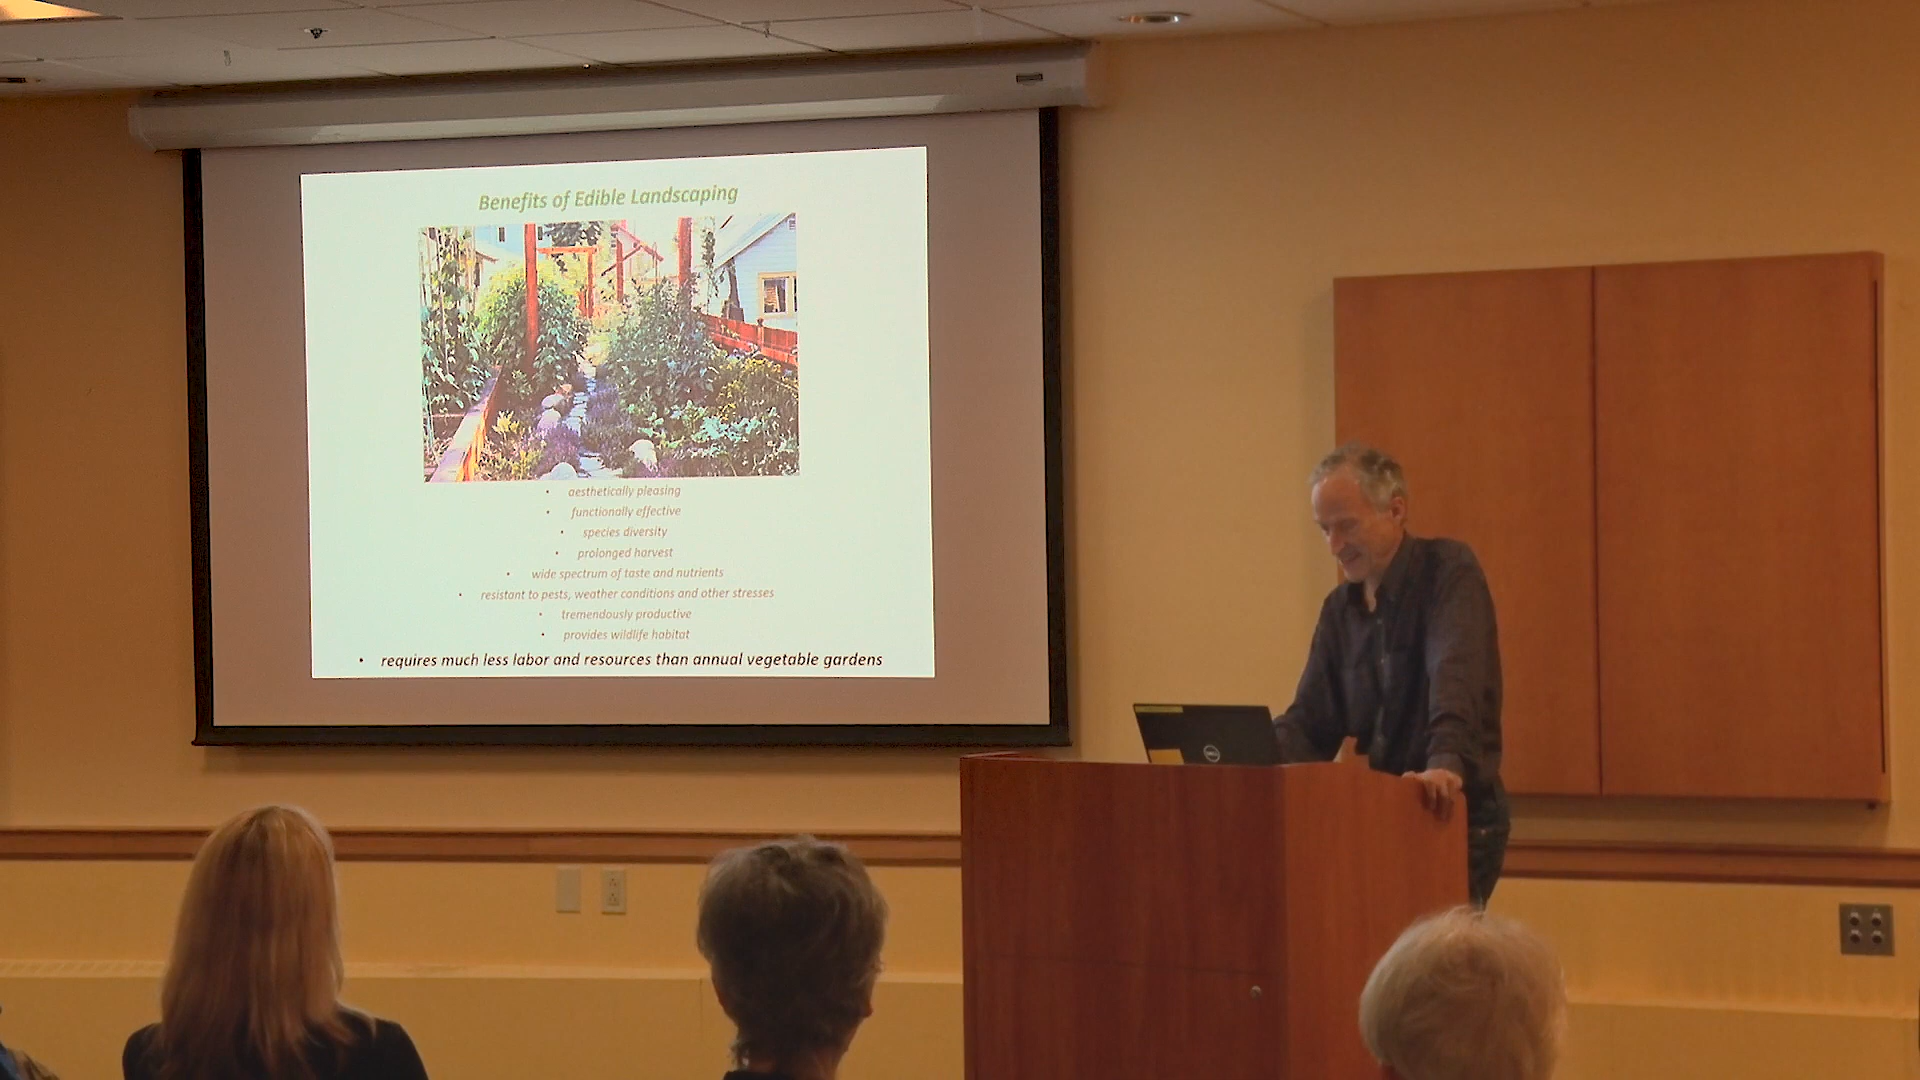 Benefits of Edible Landscaping
• aesthetically pleasing
• functionally effective
• species diversity
• prolonged harvest
• wide spectrum of taste and nutrients
• resistant to pests, weather conditions and other stresses
• tremendously productive
• provides wildlife habitat
• requires much less labor and resources than annual vegetable gardens
DELL